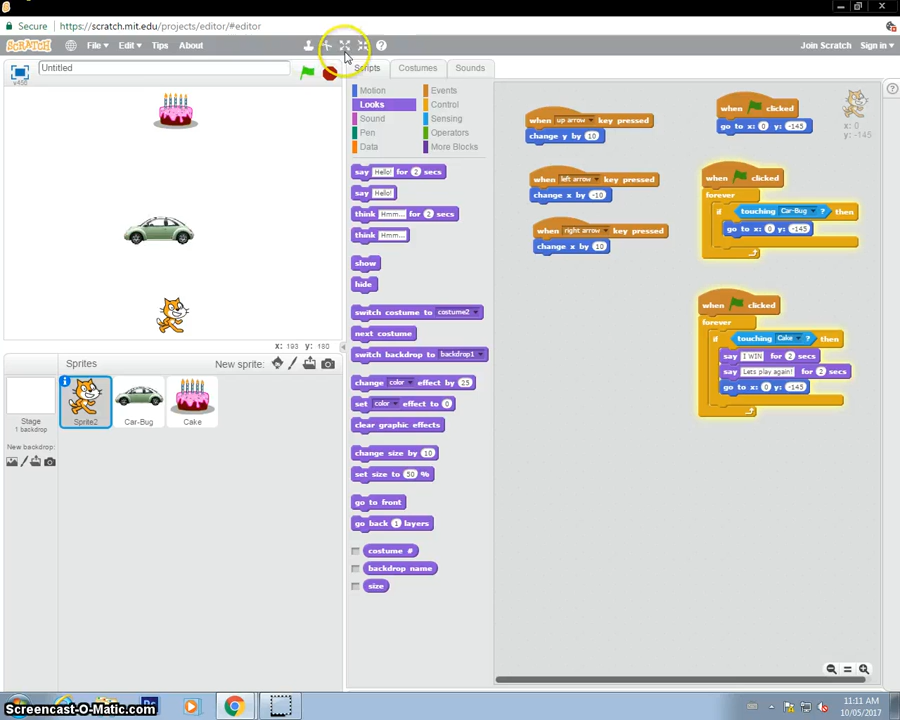 Secure https://scratch.mit.edu/projects/editor/#editor
SCRATCH File Edit Tips About Join Scratch Sign in
Untitled
v456
Scripts Costumes Sounds
Motion Events
Looks Control
Sound Sensing
Pen Operators
Data More Blocks
say Hello! for 2 secs
say Hello!
think Hmm... for 2 secs
think Hmm...
show
hide
switch costume to costume2
next costume
switch backdrop to backdrop1
change color effect by 25
set color effect to 0
clear graphic effects
change size by 10
set size to 50 %
go to front
go back 1 layers
costume #
backdrop name
size
when up arrow key pressed
change y by 10
when left arrow key pressed
change x by -10
when right arrow key pressed
change x by 10
when clicked
go to x: 0 y: -145
x: 0
y: -145
when clicked
forever
if touching Car-Bug ? then
go to x: 0 y: -145
when clicked
forever
if touching Cake ? then
say I WIN for 2 secs
say Lets play again! for 2 secs
go to x: 0 y: -145
x: 193 y: 180
Sprites New sprite:
Stage
1 backdrop
New backdrop:
Sprite2 Car-Bug Cake
Screencast-O-Matic.com
11:11 AM
10/05/2017